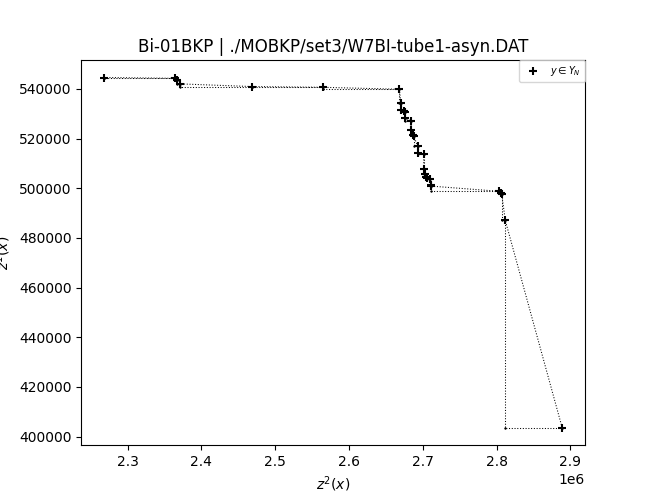 Bi-01BKP | ./MOBKP/set3/W7BI-tube1-asyn.DAT
y ∈ Y_N
540000
520000
500000
480000
460000
440000
420000
400000
2.3 2.4 2.5 2.6 2.7 2.8 2.9
1e6
z²(x)